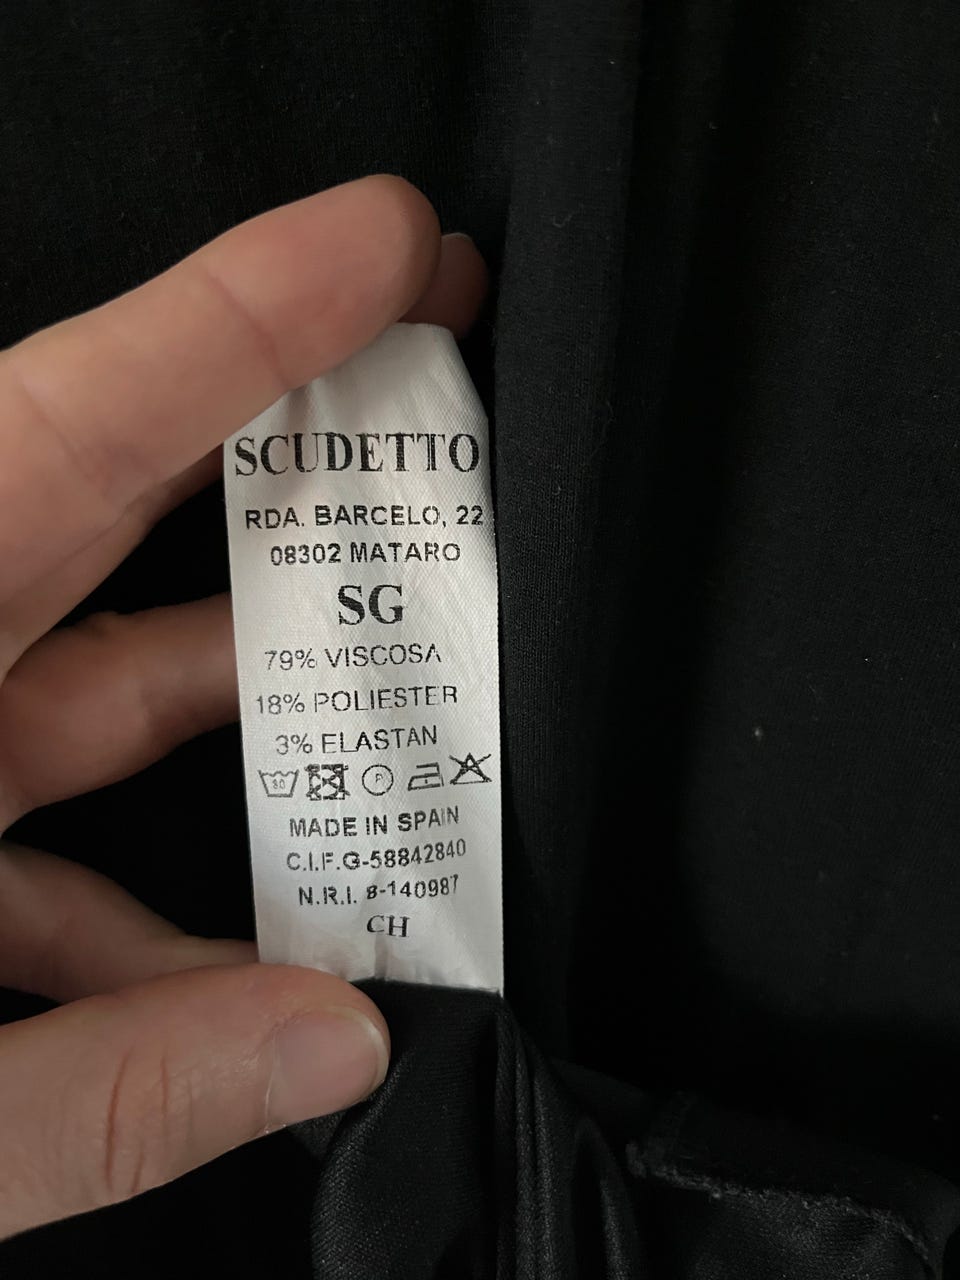 SCUDETTO
RDA. BARCELO, 22
08302 MATARO
SG
79% VISCOSA
18% POLIESTER
3% ELASTAN
30 P
MADE IN SPAIN
C.I.F.G-58842840
N.R.I. 8-140987
CH